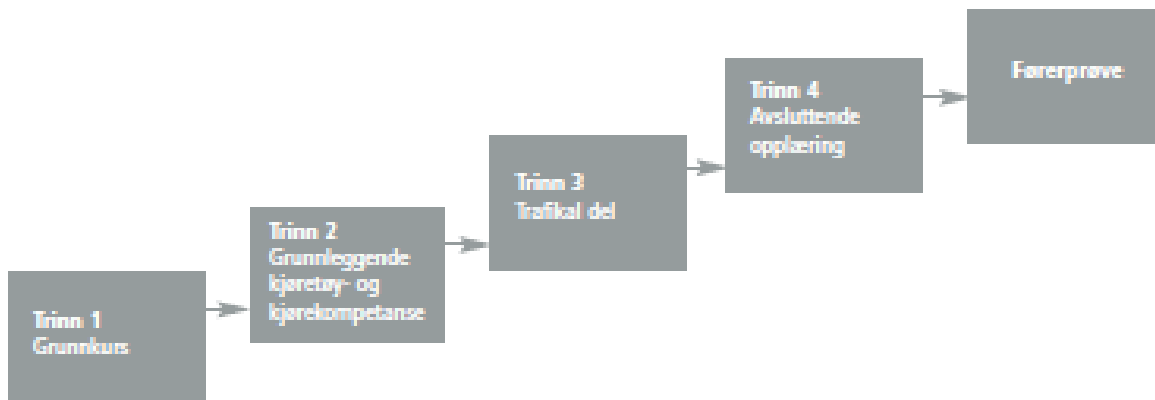 Trinn 1
Grunnkurs
Trinn 2
Grunnleggende
kjøretøy- og
kjørekompetanse
Trinn 3
Trafikal del
Trinn 4
Avsluttende
opplæring
Førerprøve